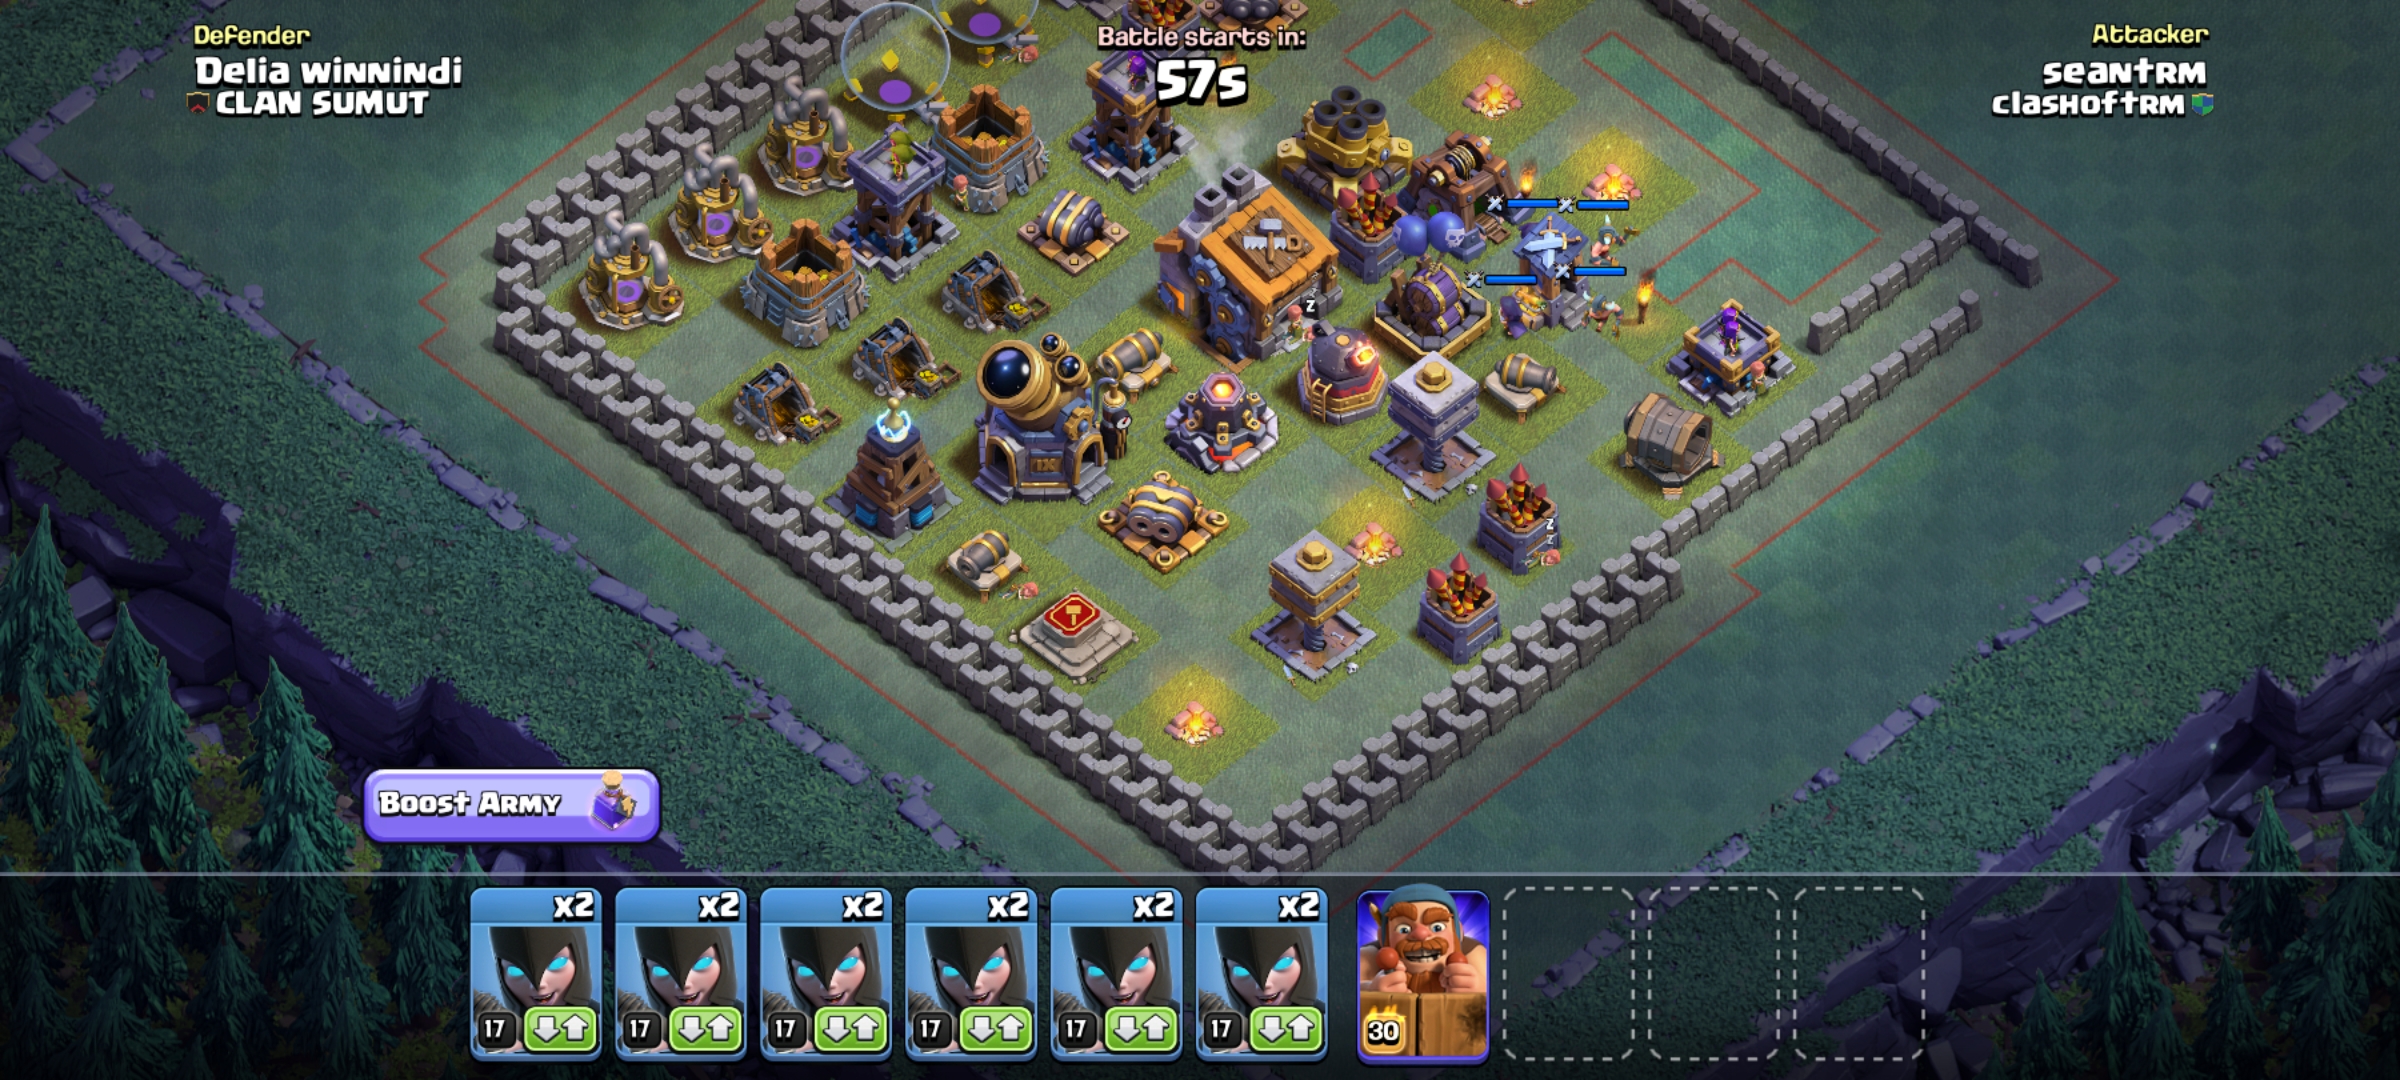 Defender
Delia winnindi
CLAN SUMUT
Battle starts in:
57s
Attacker
seantRM
clashoftRM
z
z
z
z
Boost Army
x2
x2
x2
x2
x2
x2
17
17
17
17
17
17
30